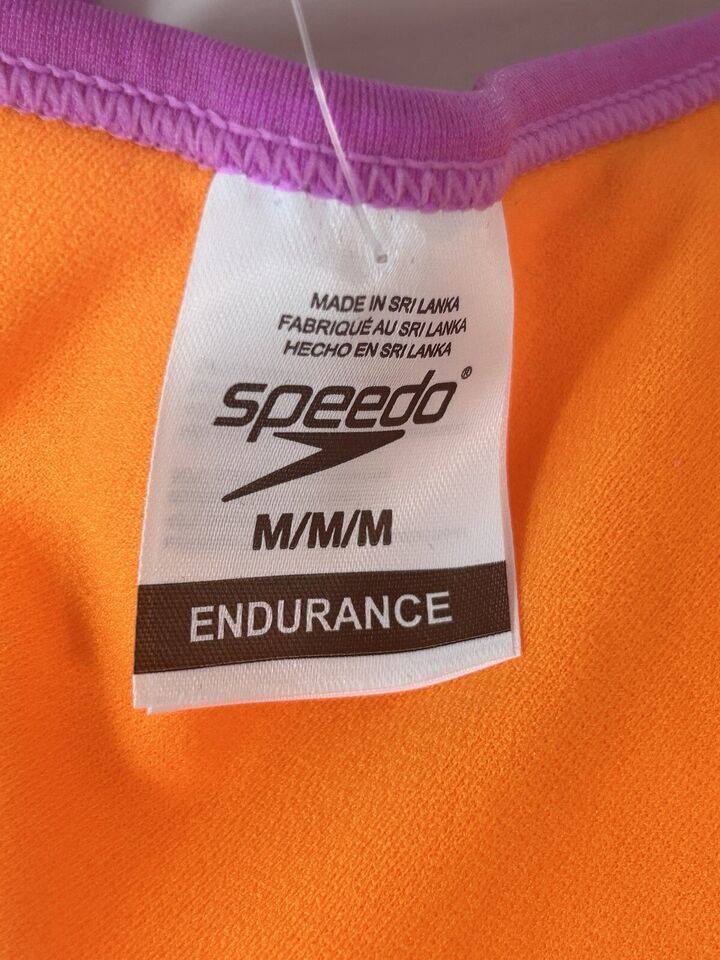 MADE IN SRI LANKA
FABRIQUÉ AU SRI LANKA
HECHO EN SRI LANKA
speedo®
M/M/M
ENDURANCE